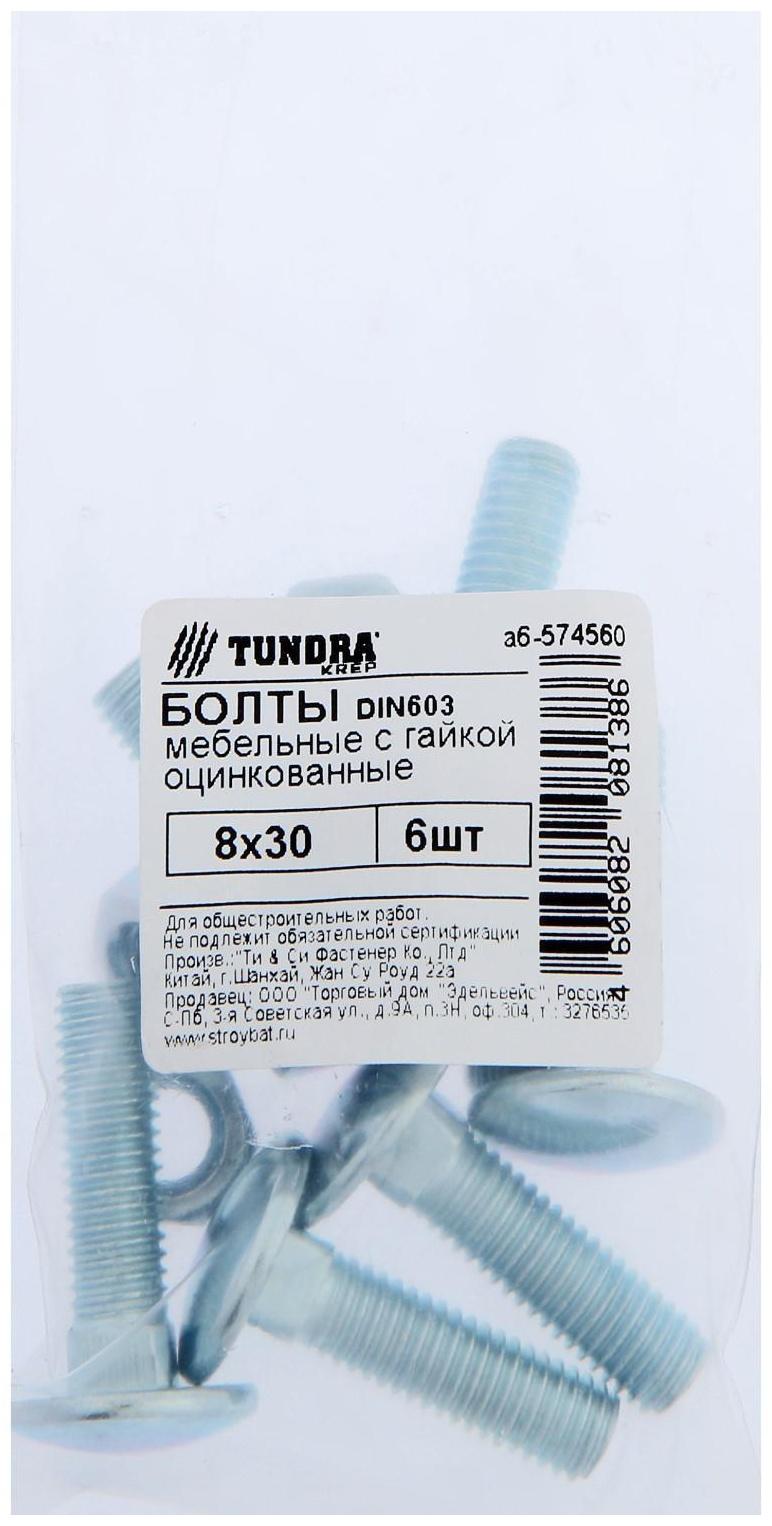 TUNDRA
KREP
а6-574560
БОЛТЫ DIN603
мебельные с гайкой
оцинкованные
8х30 6шт
Для общестроительных работ.
Не подлежит обязательной сертификации
Произв.:"Ти & Си Фастенер Ко., Лтд"
Китай, г.Шанхай, Жан Су Роуд 22а
Продавец: ООО "Торговый дом "Эдельвейс", Россия,
С-Пб, 3-я Советская ул., д.9А, п.3Н, оф.304, т.: 3276535
www.stroybat.ru
4 606082 081386